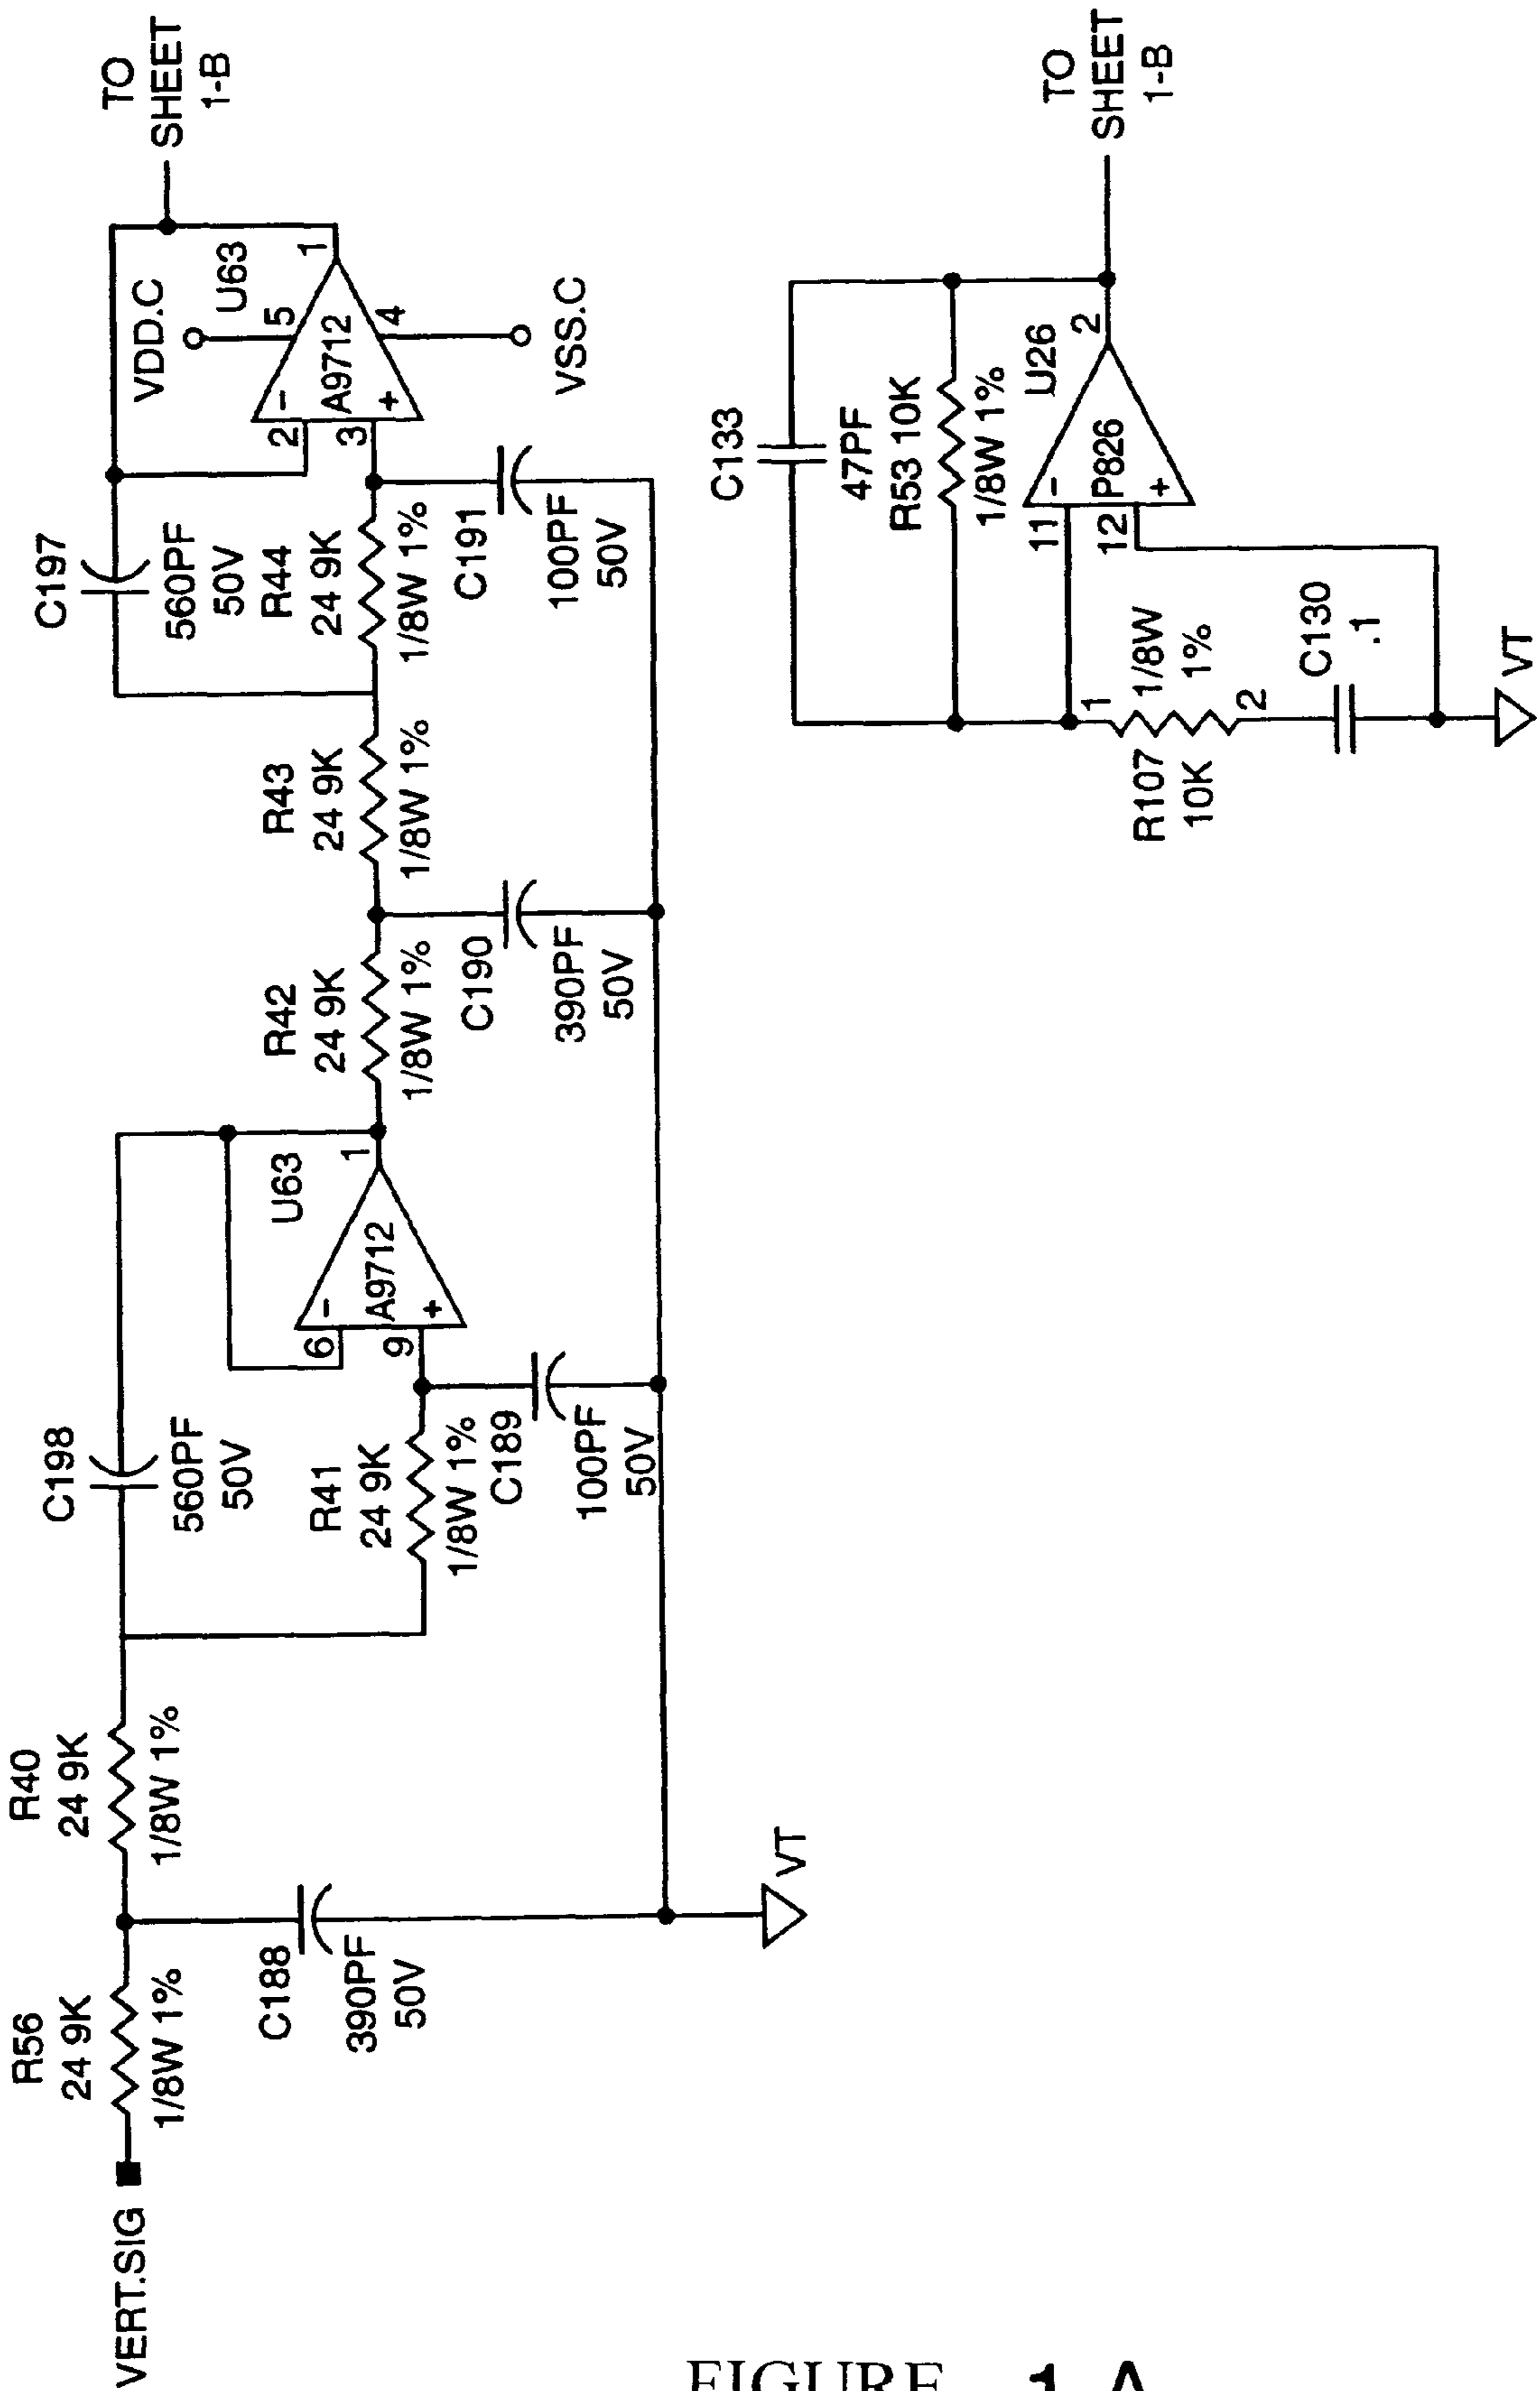 VERT.SIG
R56
24 9K
1/8W 1%
C188
390PF
50V
VT
R40
24 9K
1/8W 1%
C198
560PF
50V
R41
24 9K
1/8W 1%
C189
100PF
50V
6
9
-
A9712
+
U63
1
R42
24 9K
1/8W 1%
C190
390PF
50V
R43
24 9K
1/8W 1%
C197
560PF
50V
R44
24 9K
1/8W 1%
C191
100PF
50V
2
3
-
A9712
+
VDD.C
5
4
VSS.C
U63
1
TO
SHEET
1-B
C133
47PF
R53 10K
1/8W 1%
11
12
-
P826
+
U26
2
TO
SHEET
1-B
R107
10K
1
1/8W
1%
2
C130
.1
VT
FIGURE 1-A